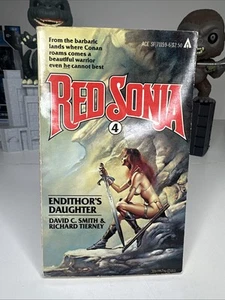 From the barbaric
lands where Conan
roams comes a
beautiful warrior
even he cannot best
ACE
A
RED SONJA
4
ENDITHOR'S
DAUGHTER
DAVID C. SMITH &
RICHARD TIERNEY